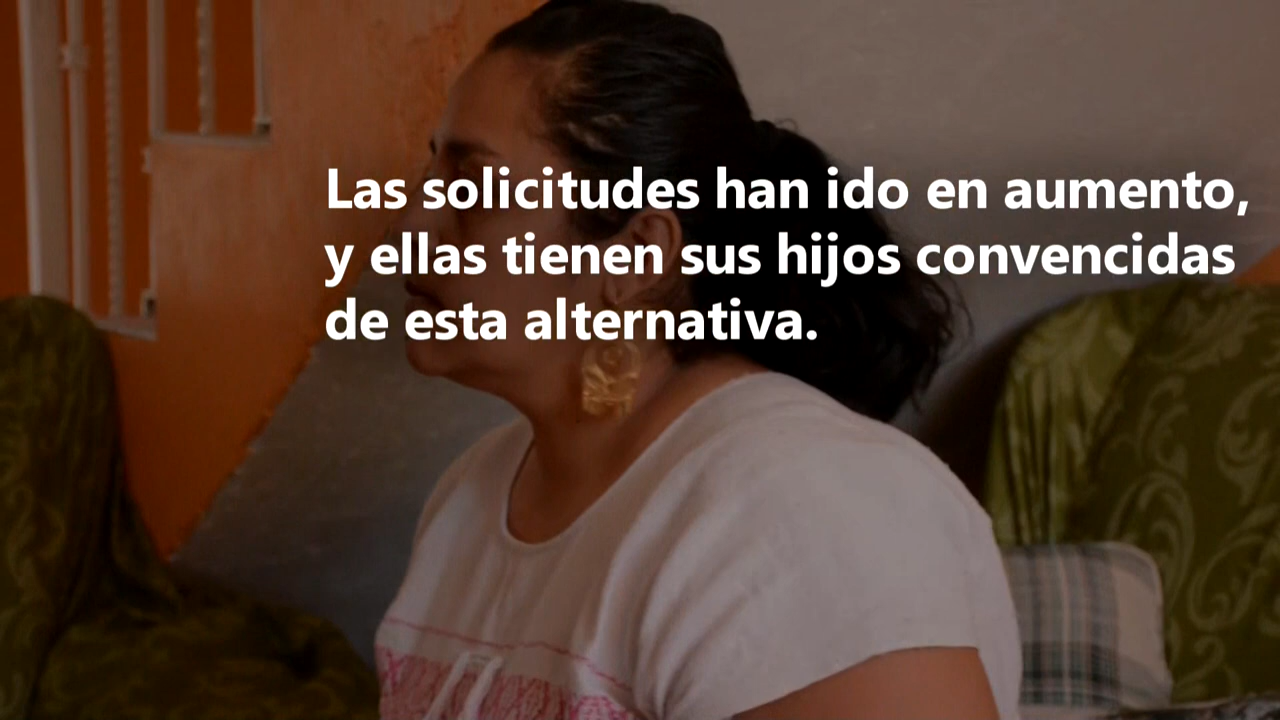 Las solicitudes han ido en aumento,
y ellas tienen sus hijos convencidas
de esta alternativa.